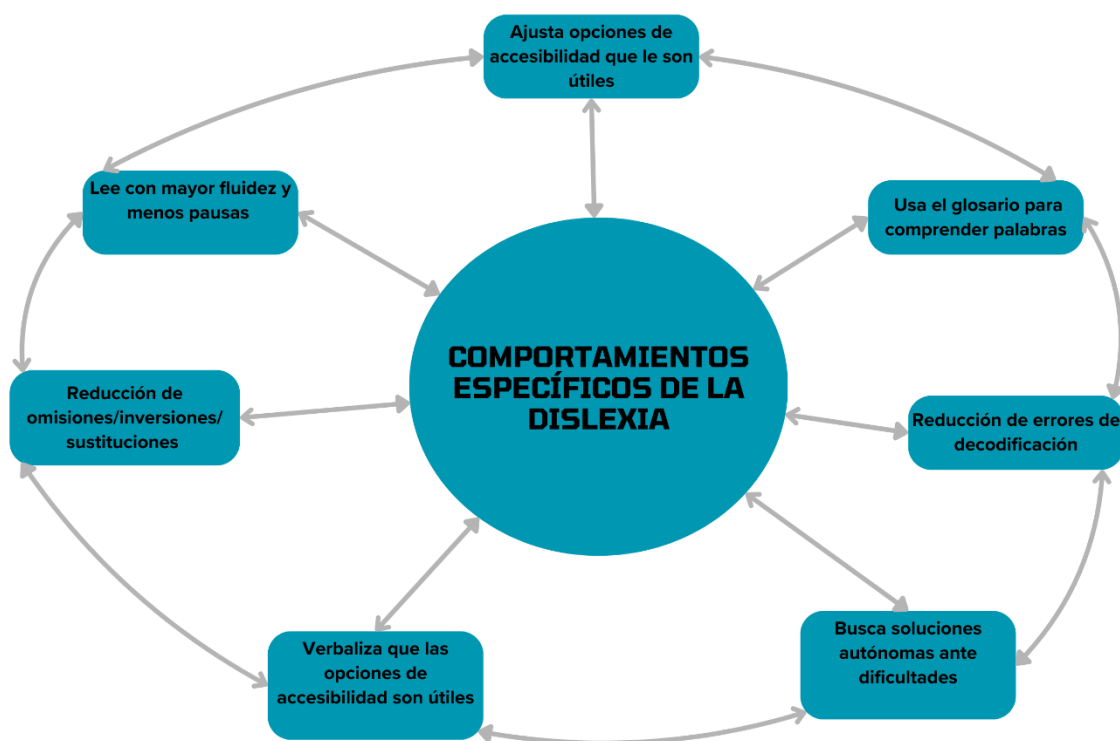 Ajusta opciones de
accesibilidad que le son
útiles
Lee con mayor fluidez y
menos pausas
Usa el glosario para
comprender palabras
COMPORTAMIENTOS
ESPECÍFICOS DE LA
DISLEXIA
Reducción de
omisiones/inversiones/
sustituciones
Reducción de errores de
decodificación
Verbaliza que las
opciones de
accesibilidad son útiles
Busca soluciones
autónomas ante
dificultades